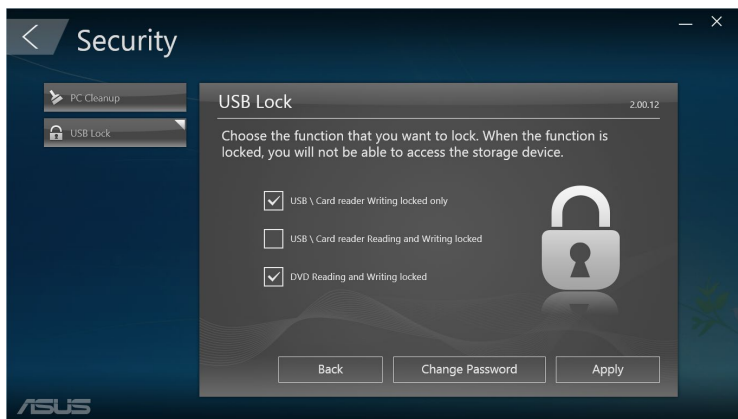 Security
PC Cleanup
USB Lock
USB Lock
2.00.12
Choose the function that you want to lock. When the function is
locked, you will not be able to access the storage device.
USB \ Card reader Writing locked only
USB \ Card reader Reading and Writing locked
DVD Reading and Writing locked
Back
Change Password
Apply
ASUS